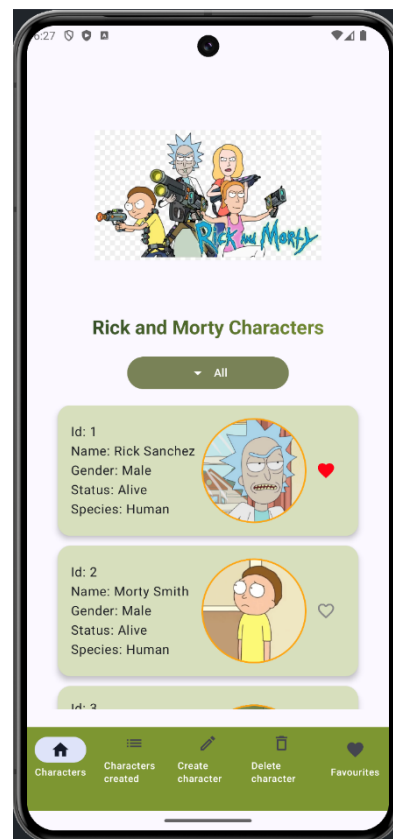 6:27
Rick and Morty
Rick and Morty Characters
All
Id: 1
Name: Rick Sanchez
Gender: Male
Status: Alive
Species: Human
Id: 2
Name: Morty Smith
Gender: Male
Status: Alive
Species: Human
Id: 3
Characters
Characters
created
Create
character
Delete
character
Favourites